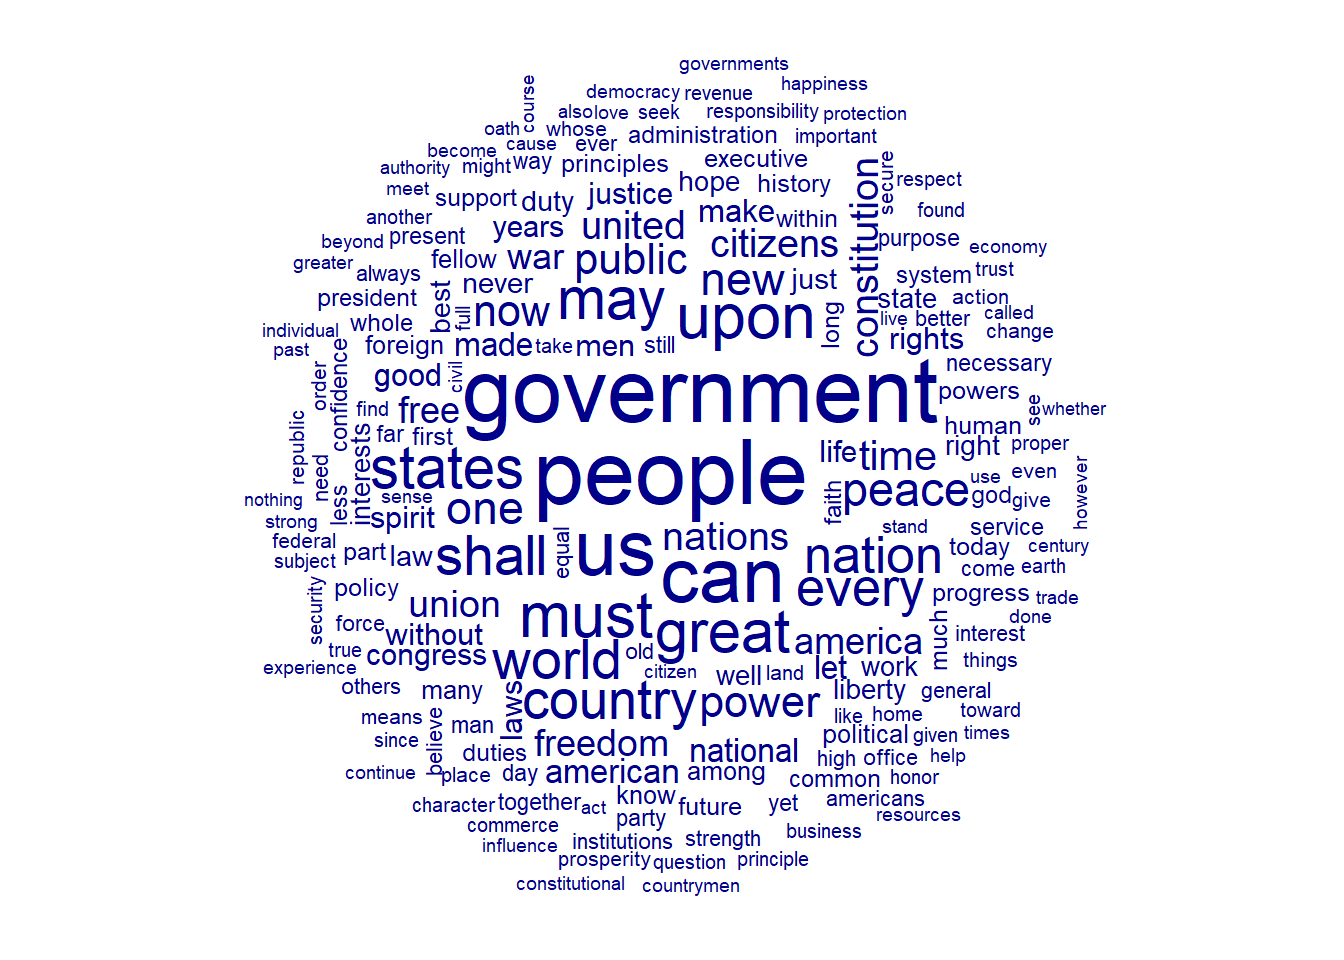 governments
happiness
democracy
revenue
course
also
love
seek
responsibility
protection
oath
whose
administration
important
become
cause
ever
authority
might
way
principles
executive
constitution
secure
respect
meet
support
duty
justice
hope
history
another
years
united
make
within
found
beyond
present
fellow
war
public
citizens
purpose
economy
greater
always
never
new
just
system
trust
president
best
full
now
may
upon
long
state
action
individual
whole
live
better
called
past
foreign
made
take
men
still
rights
change
order
confidence
good
civil
government
necessary
republic
find
free
powers
see
whether
far
first
human
need
interests
states
people
life
time
right
proper
nothing
less
sense
one
faith
peace
use
even
god
give
however
strong
spirit
stand
service
federal
part
law
shall
equal
us
nations
nation
today
century
subject
can
come
earth
security
policy
union
every
progress
trade
force
without
must
great
america
much
interest
done
true
congress
world
old
things
experience
citizen
well
land
let
work
others
many
laws
country
power
liberty
general
means
man
like
home
toward
since
believe
duties
freedom
national
political
given
times
continue
place
day
american
among
high
office
help
common
honor
character
together
act
know
future
yet
americans
resources
commerce
party
business
influence
institutions
strength
prosperity
question
principle
constitutional
countrymen